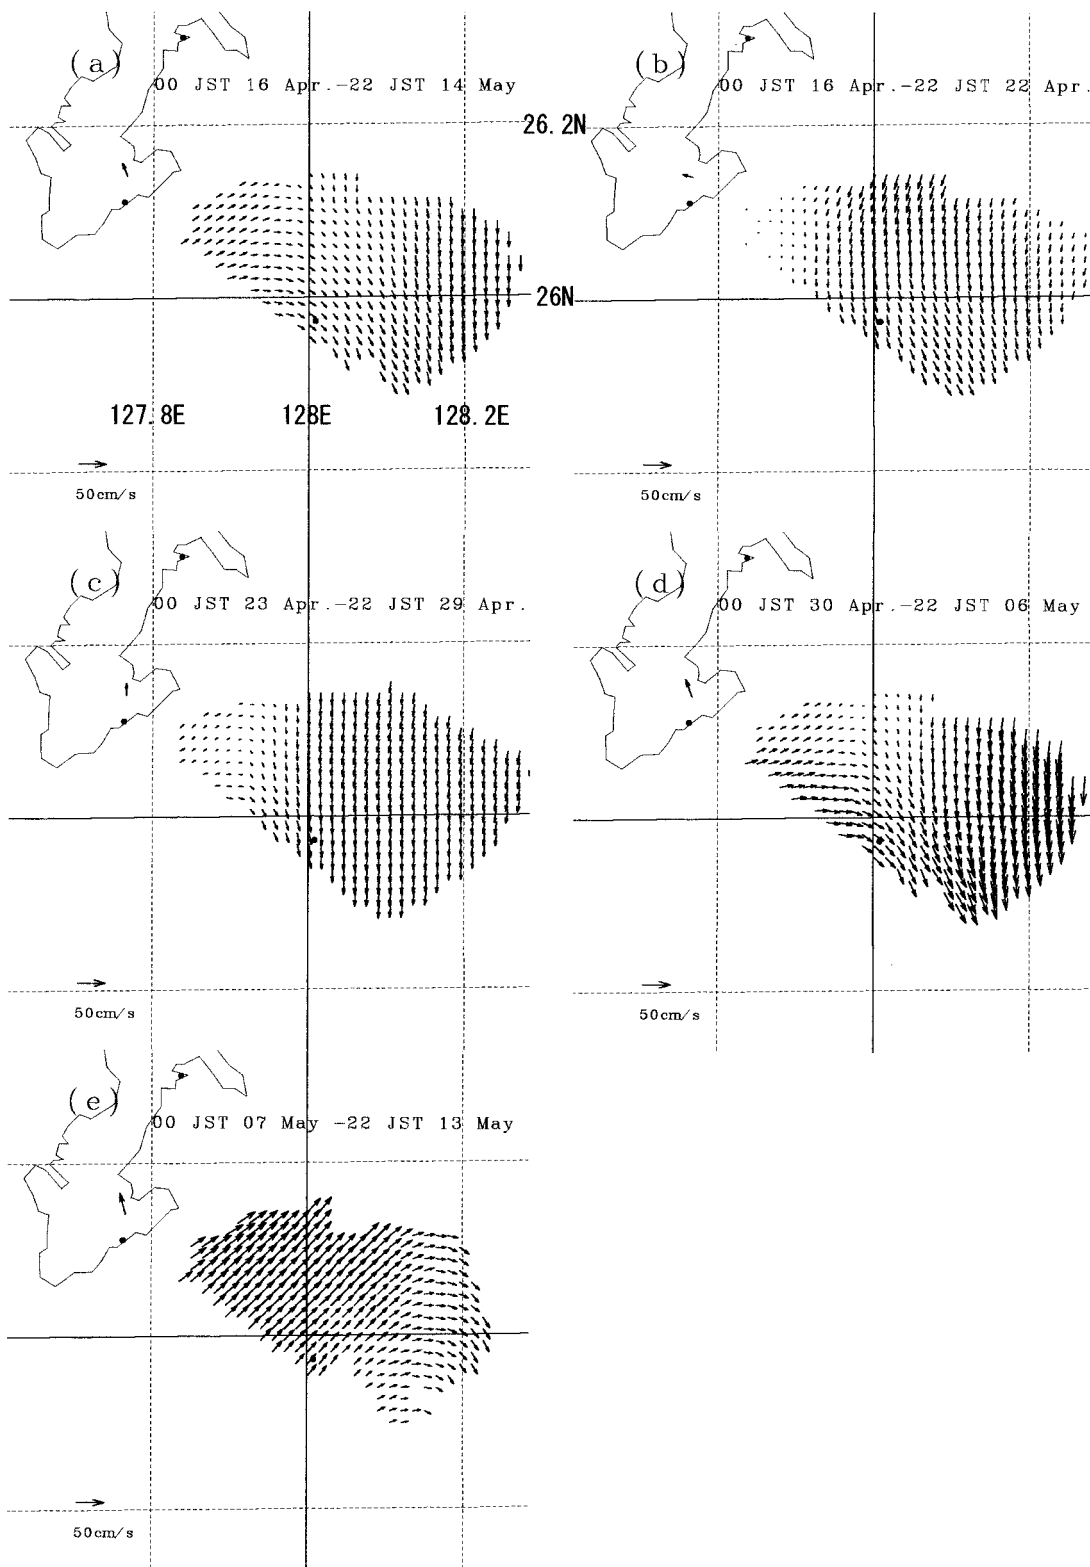 (a)
00 JST 16 Apr.-22 JST 14 May
(b)
00 JST 16 Apr.-22 JST 22 Apr.
26.2N
26N
127.8E 128E 128.2E
50cm/s
50cm/s
(c)
00 JST 23 Apr.-22 JST 29 Apr.
(d)
00 JST 30 Apr.-22 JST 06 May
50cm/s
50cm/s
(e)
00 JST 07 May -22 JST 13 May
50cm/s